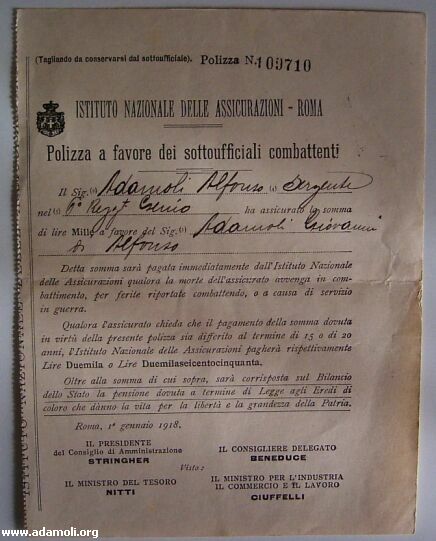 (Tagliando da conservarsi dal sottoufficiale). Polizza N. 109710
ISTITUTO NAZIONALE DELLE ASSICURAZIONI - ROMA
Polizza a favore dei sottoufficiali combattenti
Il Sig. (1) Adamoli Alfonso (2) Sergente
nel (3) 6° Regg.t Genio ha assicurato la somma
di lire Mille a favore del Sig. (4) Adamoli Giovanni
di Alfonso
Detta somma sarà pagata immediatamente dall'Istituto Nazionale
delle Assicurazioni qualora la morte dell'assicurato avvenga in com-
battimento, per ferite riportate combattendo, o a causa di servizio
in guerra.
Qualora l'assicurato chieda che il pagamento della somma dovuta
in virtù della presente polizza sia differito al termine di 15 o di 20
anni, l'Istituto Nazionale delle Assicurazioni pagherà rispettivamente
Lire Duemila o Lire Duemilaseicentocinquanta.
Oltre alla somma di cui sopra, sarà corrisposta sul Bilancio
dello Stato la pensione dovuta a termine di Legge agli Eredi di
coloro che danno la vita per la libertà e la grandezza della Patria.
Roma, 1° gennaio 1918.
IL PRESIDENTE
del Consiglio di Amministrazione
STRINGHER
IL CONSIGLIERE DELEGATO
BENEDUCE
Visto:
IL MINISTRO DEL TESORO
NITTI
IL MINISTRO PER L'INDUSTRIA
IL COMMERCIO E IL LAVORO
CIUFFELLI
www.adamoli.org